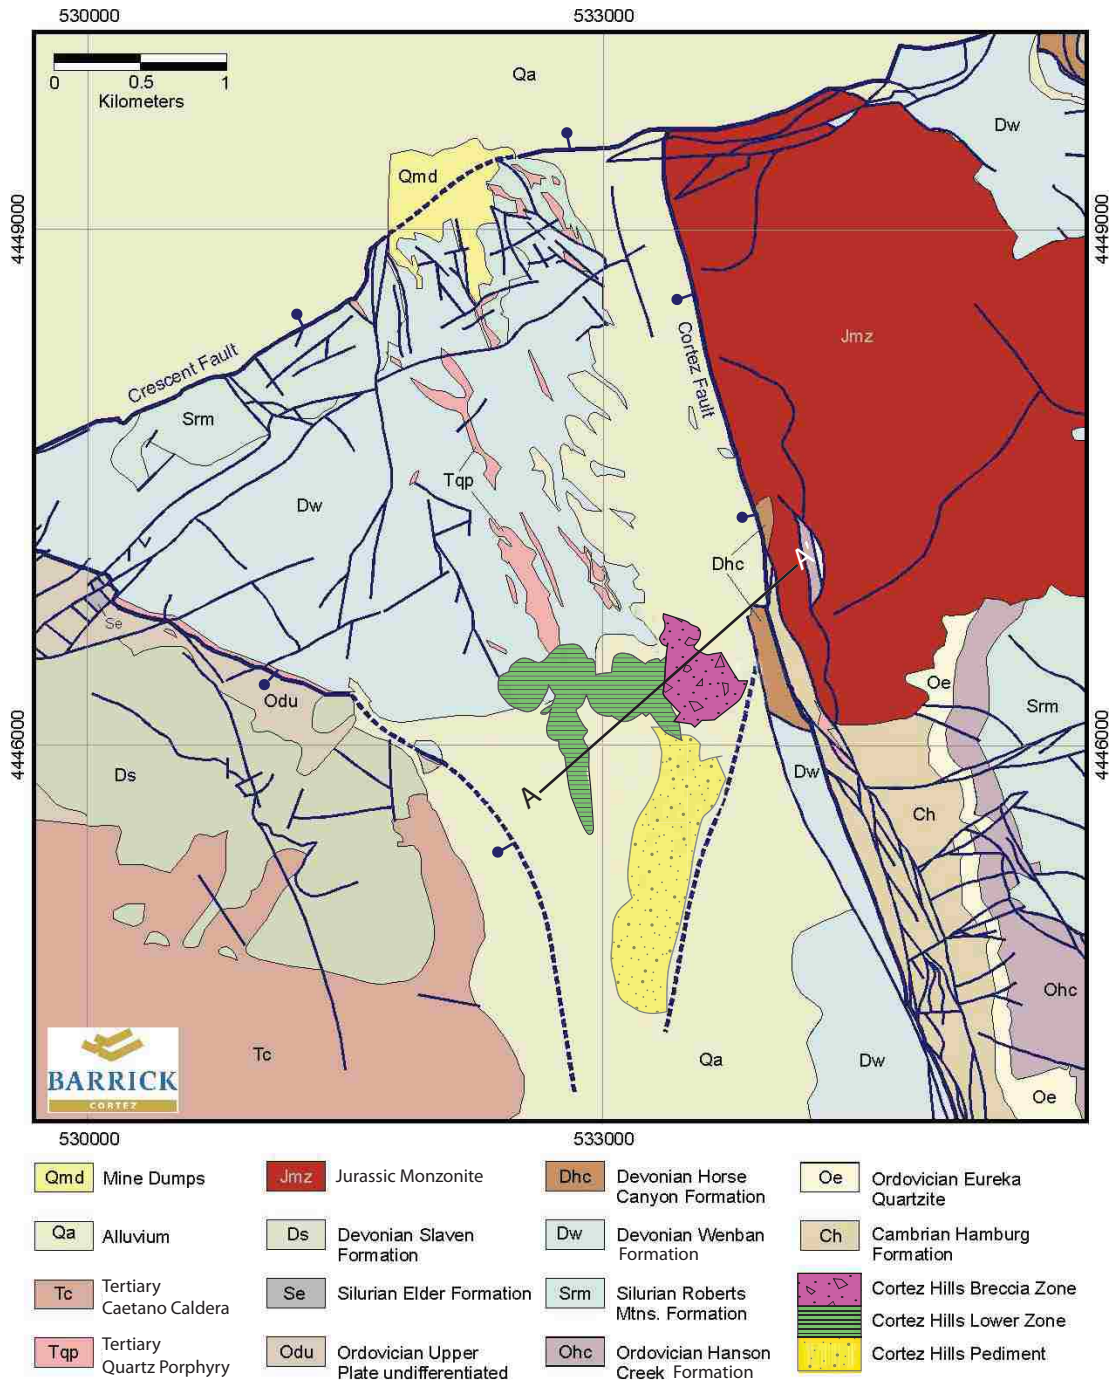 530000
533000
0
0.5
1
Kilometers
Qa
Dw
Qmd
4449000
4449000
Jmz
Crescent Fault
Cortez Fault
Srm
Tqp
Dw
Dhc
A'
Se
Odu
Oe
Srm
4446000
4446000
Ds
Dw
A
Ch
Ohc
Tc
Qa
Dw
Oe
BARRICK
CORTEZ
530000
533000
Qmd Mine Dumps
Qa Alluvium
Tc Tertiary
Caetano Caldera
Tqp Tertiary
Quartz Porphyry
Jmz Jurassic Monzonite
Ds Devonian Slaven
Formation
Se Silurian Elder Formation
Odu Ordovician Upper
Plate undifferentiated
Dhc Devonian Horse
Canyon Formation
Dw Devonian Wenban
Formation
Srm Silurian Roberts
Mtns. Formation
Ohc Ordovician Hanson
Creek Formation
Oe Ordovician Eureka
Quartzite
Ch Cambrian Hamburg
Formation
Cortez Hills Breccia Zone
Cortez Hills Lower Zone
Cortez Hills Pediment